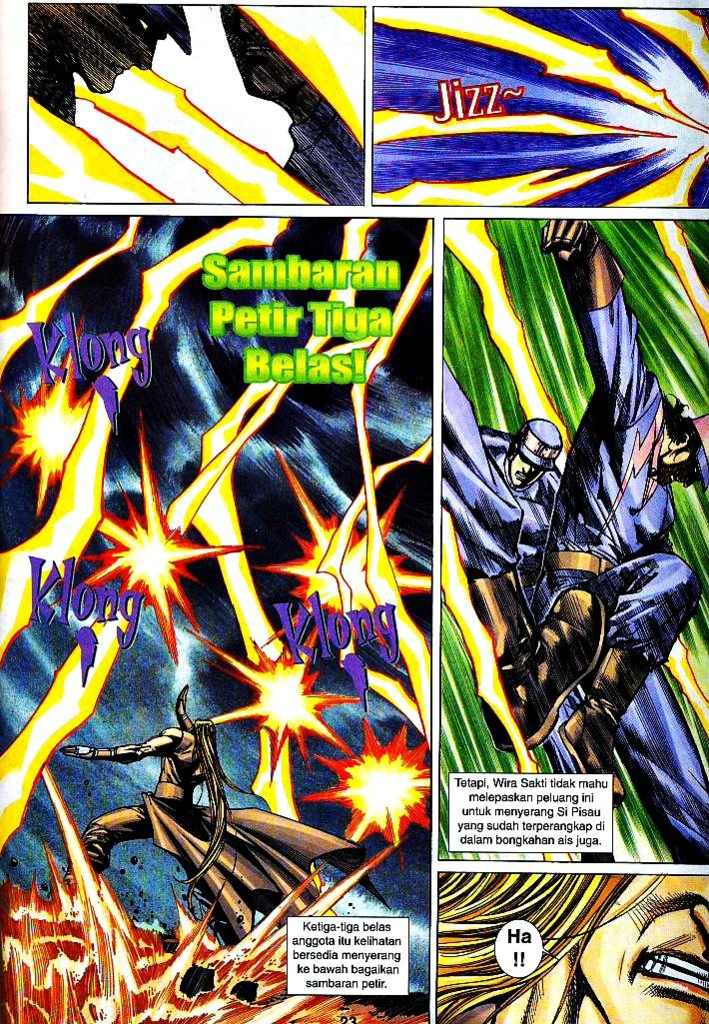 Jizz~
Sambaran
Petir Tiga
Belas!
Klong
Klong
Klong
Tetapi, Wira Sakti tidak mahu
melepaskan peluang ini
untuk menyerang Si Pisau
yang sudah terperangkap di
dalam bongkahan ais juga.
Ketiga-tiga belas
anggota itu kelihatan
bersedia menyerang
ke bawah bagaikan
sambaran petir.
Ha
!!
23